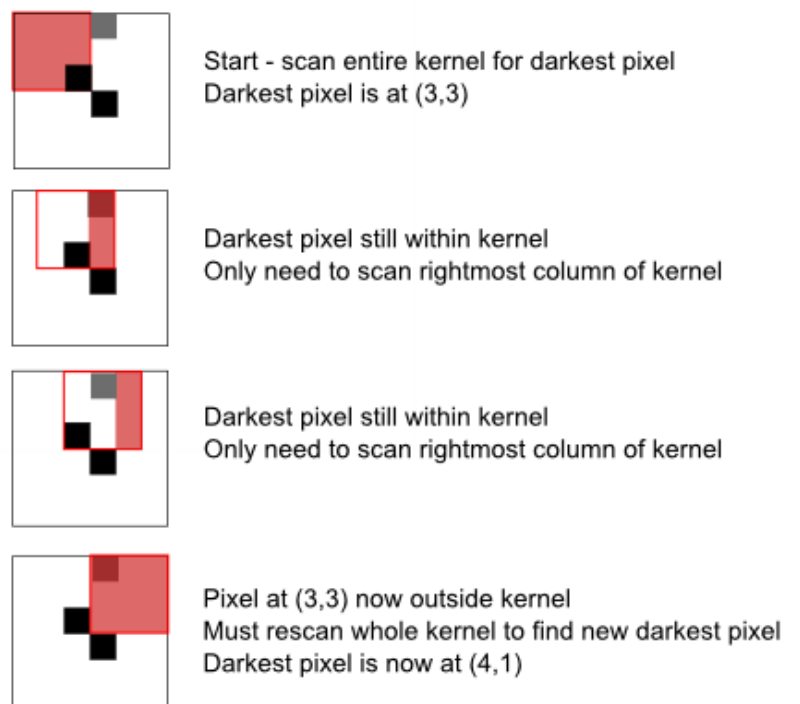 Start - scan entire kernel for darkest pixel
Darkest pixel is at (3,3)
Darkest pixel still within kernel
Only need to scan rightmost column of kernel
Darkest pixel still within kernel
Only need to scan rightmost column of kernel
Pixel at (3,3) now outside kernel
Must rescan whole kernel to find new darkest pixel
Darkest pixel is now at (4,1)